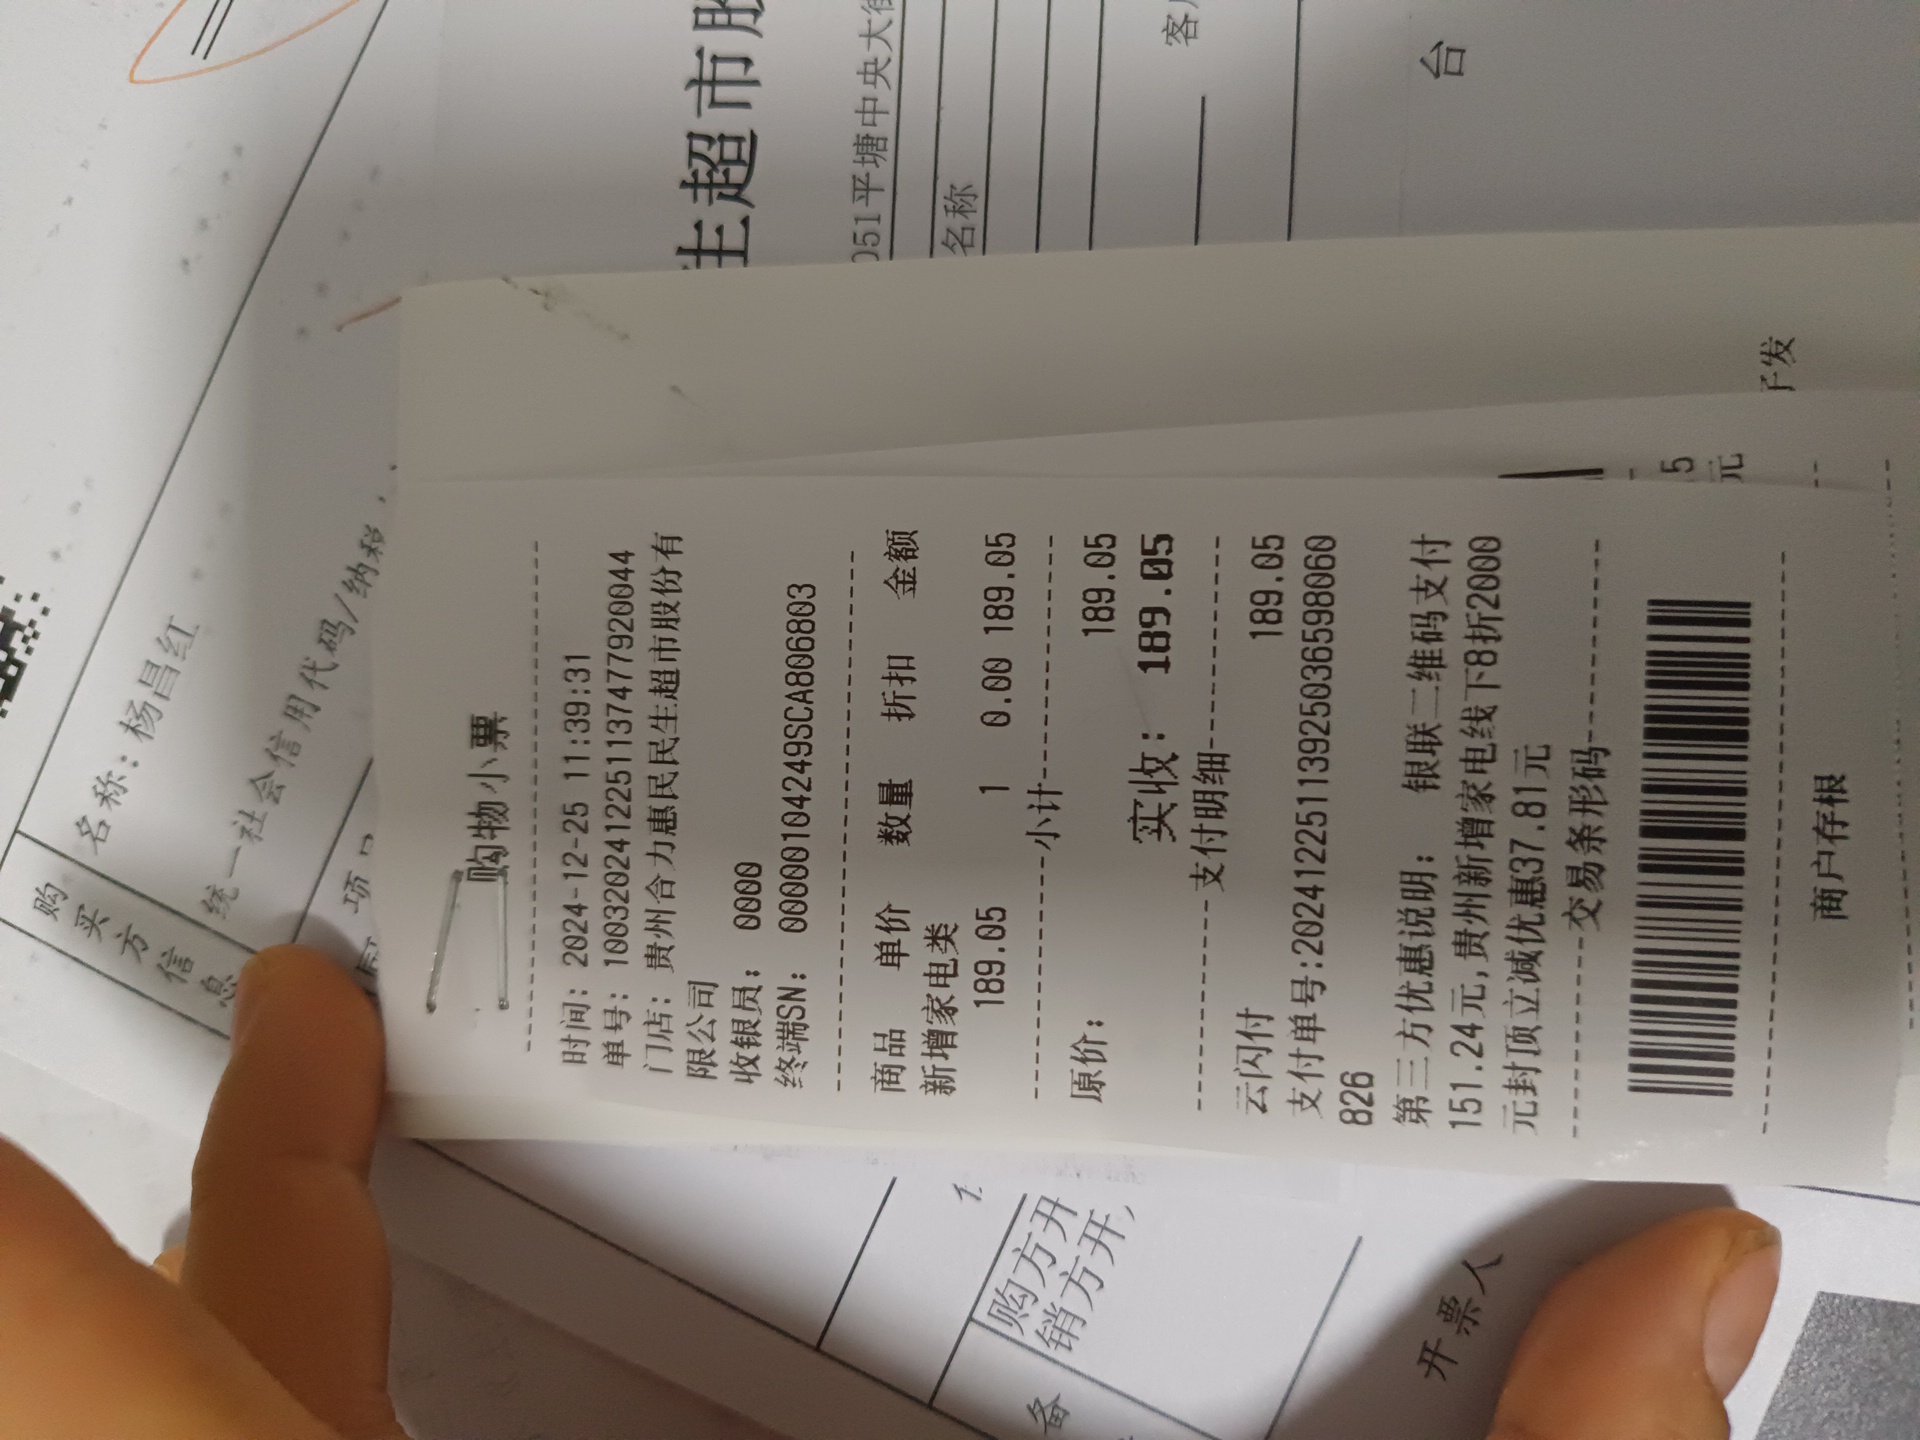 购物小票
时间: 2024-12-25 11:39:31
单号: 10032024122511374779200​44
门店: 贵州合力惠民民生超市股份有
限公司
收银员: 0000
终端SN: 00000104249SCA806803
商品 单价 数量 折扣 金额
新增家电类
189.05 1 0.00 189.05
小计
原价: 189.05
实收: 189.05
支付明细
云闪付 189.05
支付单号:20241225113925036598060
826
第三方优惠说明: 银联二维码支付
151.24元,贵州新增家电线下8折2000
元封顶立减优惠37.81元
交易条形码
商户存根
购买方信息
名称: 杨昌红
统一社会信用代码/纳税
生超市股
051平塘中央大街
名称
客户
台
子发
5
元
购方开
销方开
备
开票人